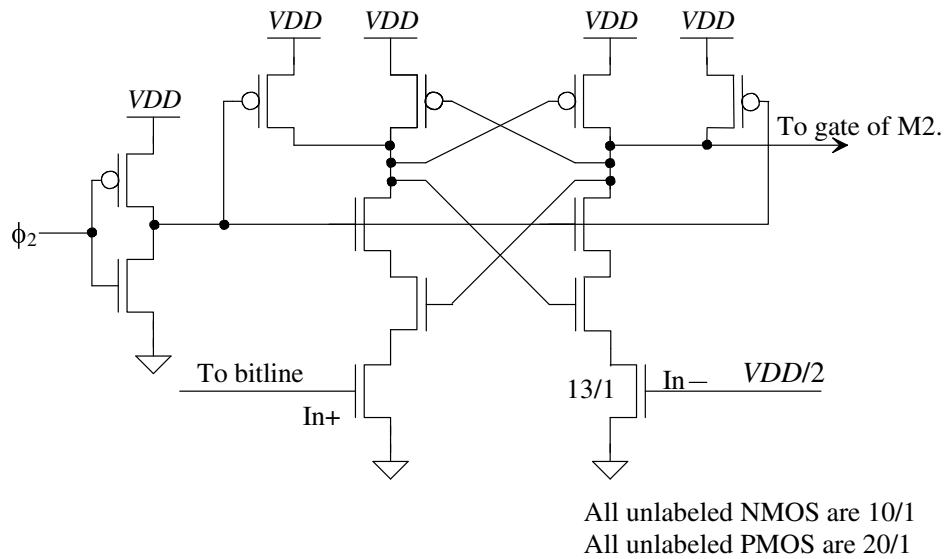 VDD VDD VDD VDD
VDD
To gate of M2.
ϕ2
To bitline
In+
13/1
In−
VDD/2
All unlabeled NMOS are 10/1
All unlabeled PMOS are 20/1